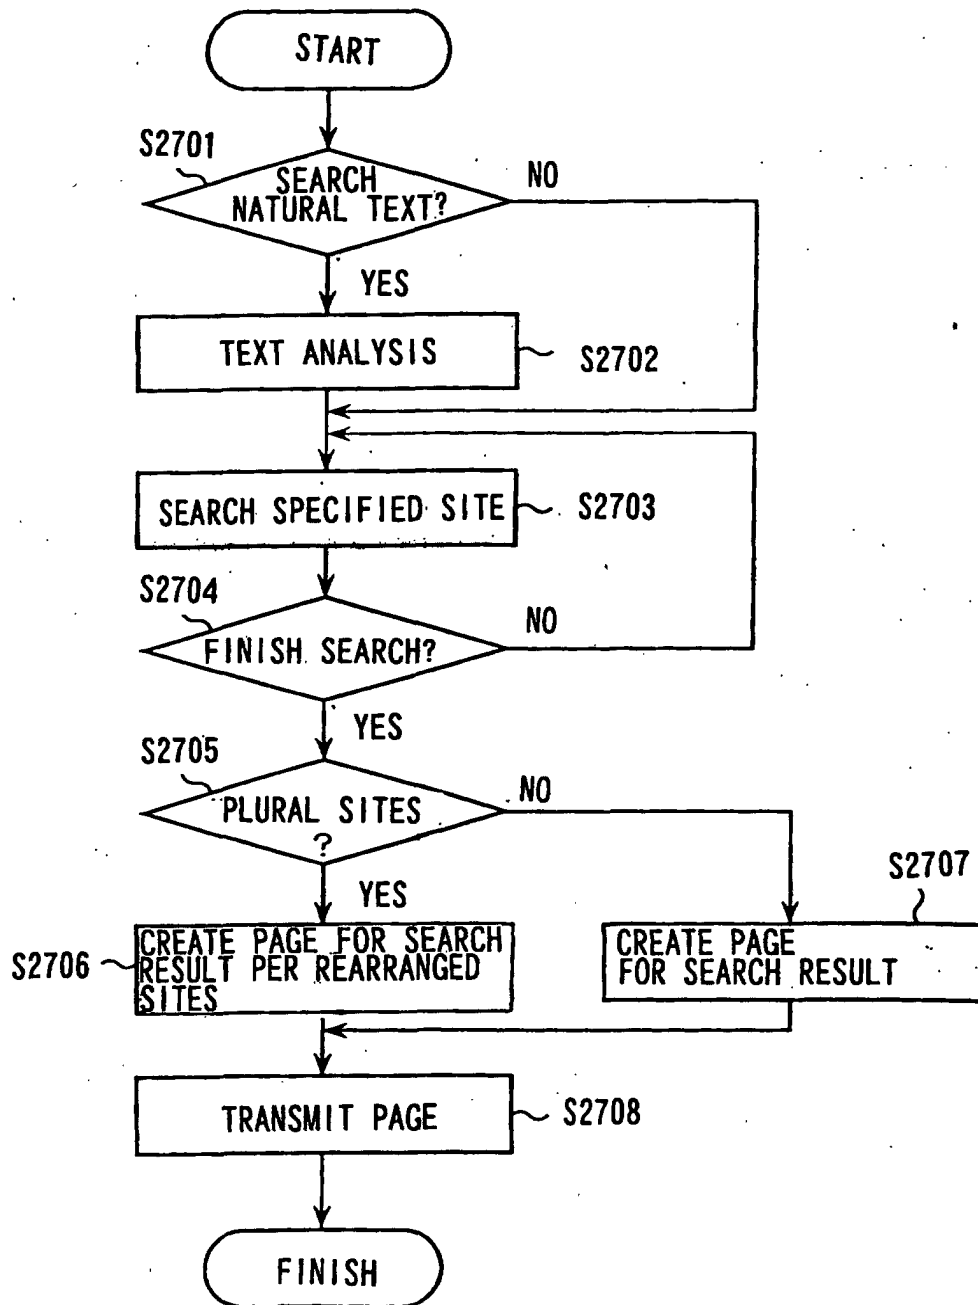 START
S2701
SEARCH
NATURAL TEXT?
NO
YES
TEXT ANALYSIS
S2702
SEARCH SPECIFIED SITE
S2703
S2704
FINISH SEARCH?
NO
YES
S2705
PLURAL SITES
?
NO
YES
S2706
CREATE PAGE FOR SEARCH
RESULT PER REARRANGED
SITES
S2707
CREATE PAGE
FOR SEARCH RESULT
TRANSMIT PAGE
S2708
FINISH